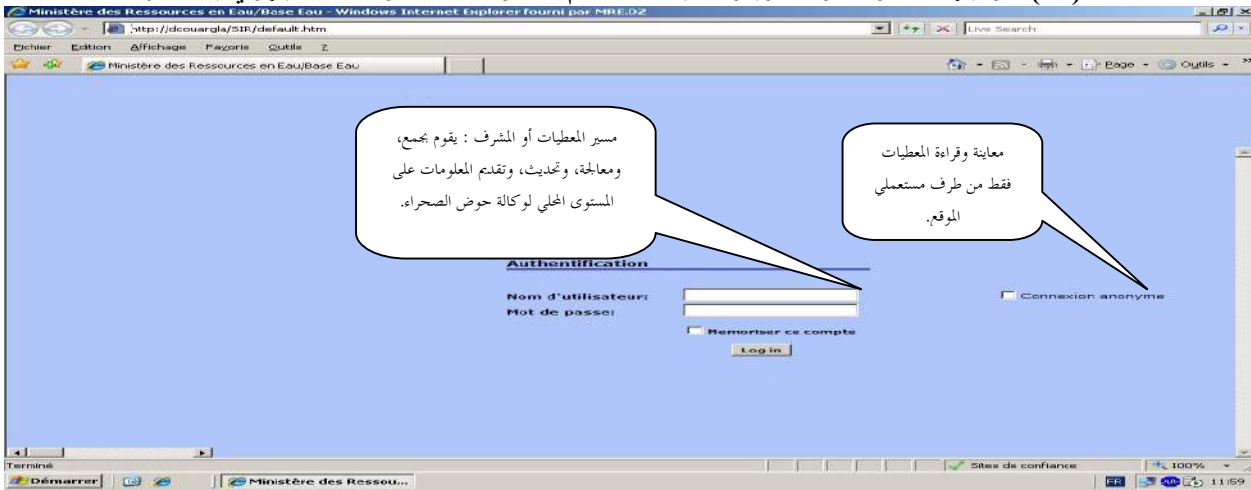 Ministère des Ressources en Eau/Base Eau - Windows Internet Explorer fourni par MRE.DZ
http://dcouargla/SIR/default.htm
Live Search
Fichier Edition Affichage Favoris Outils ?
Ministère des Ressources en Eau/Base Eau
Page Outils
مسير المعطيات أو المشرف : يقوم بجمع،
ومعالجة، وتحديث، وتقديم المعلومات على
المستوى المحلي لوكالة حوض الصحراء.
معاينة وقراءة المعطيات
فقط من طرف مستعملي
الموقع.
Authentification
Nom d'utilisateur:
Connexion anonyme
Mot de passe:
Memoriser ce compte
Log in
Terminé
Sites de confiance
100%
Démarrer
Ministère des Ressou...
FR
11:59